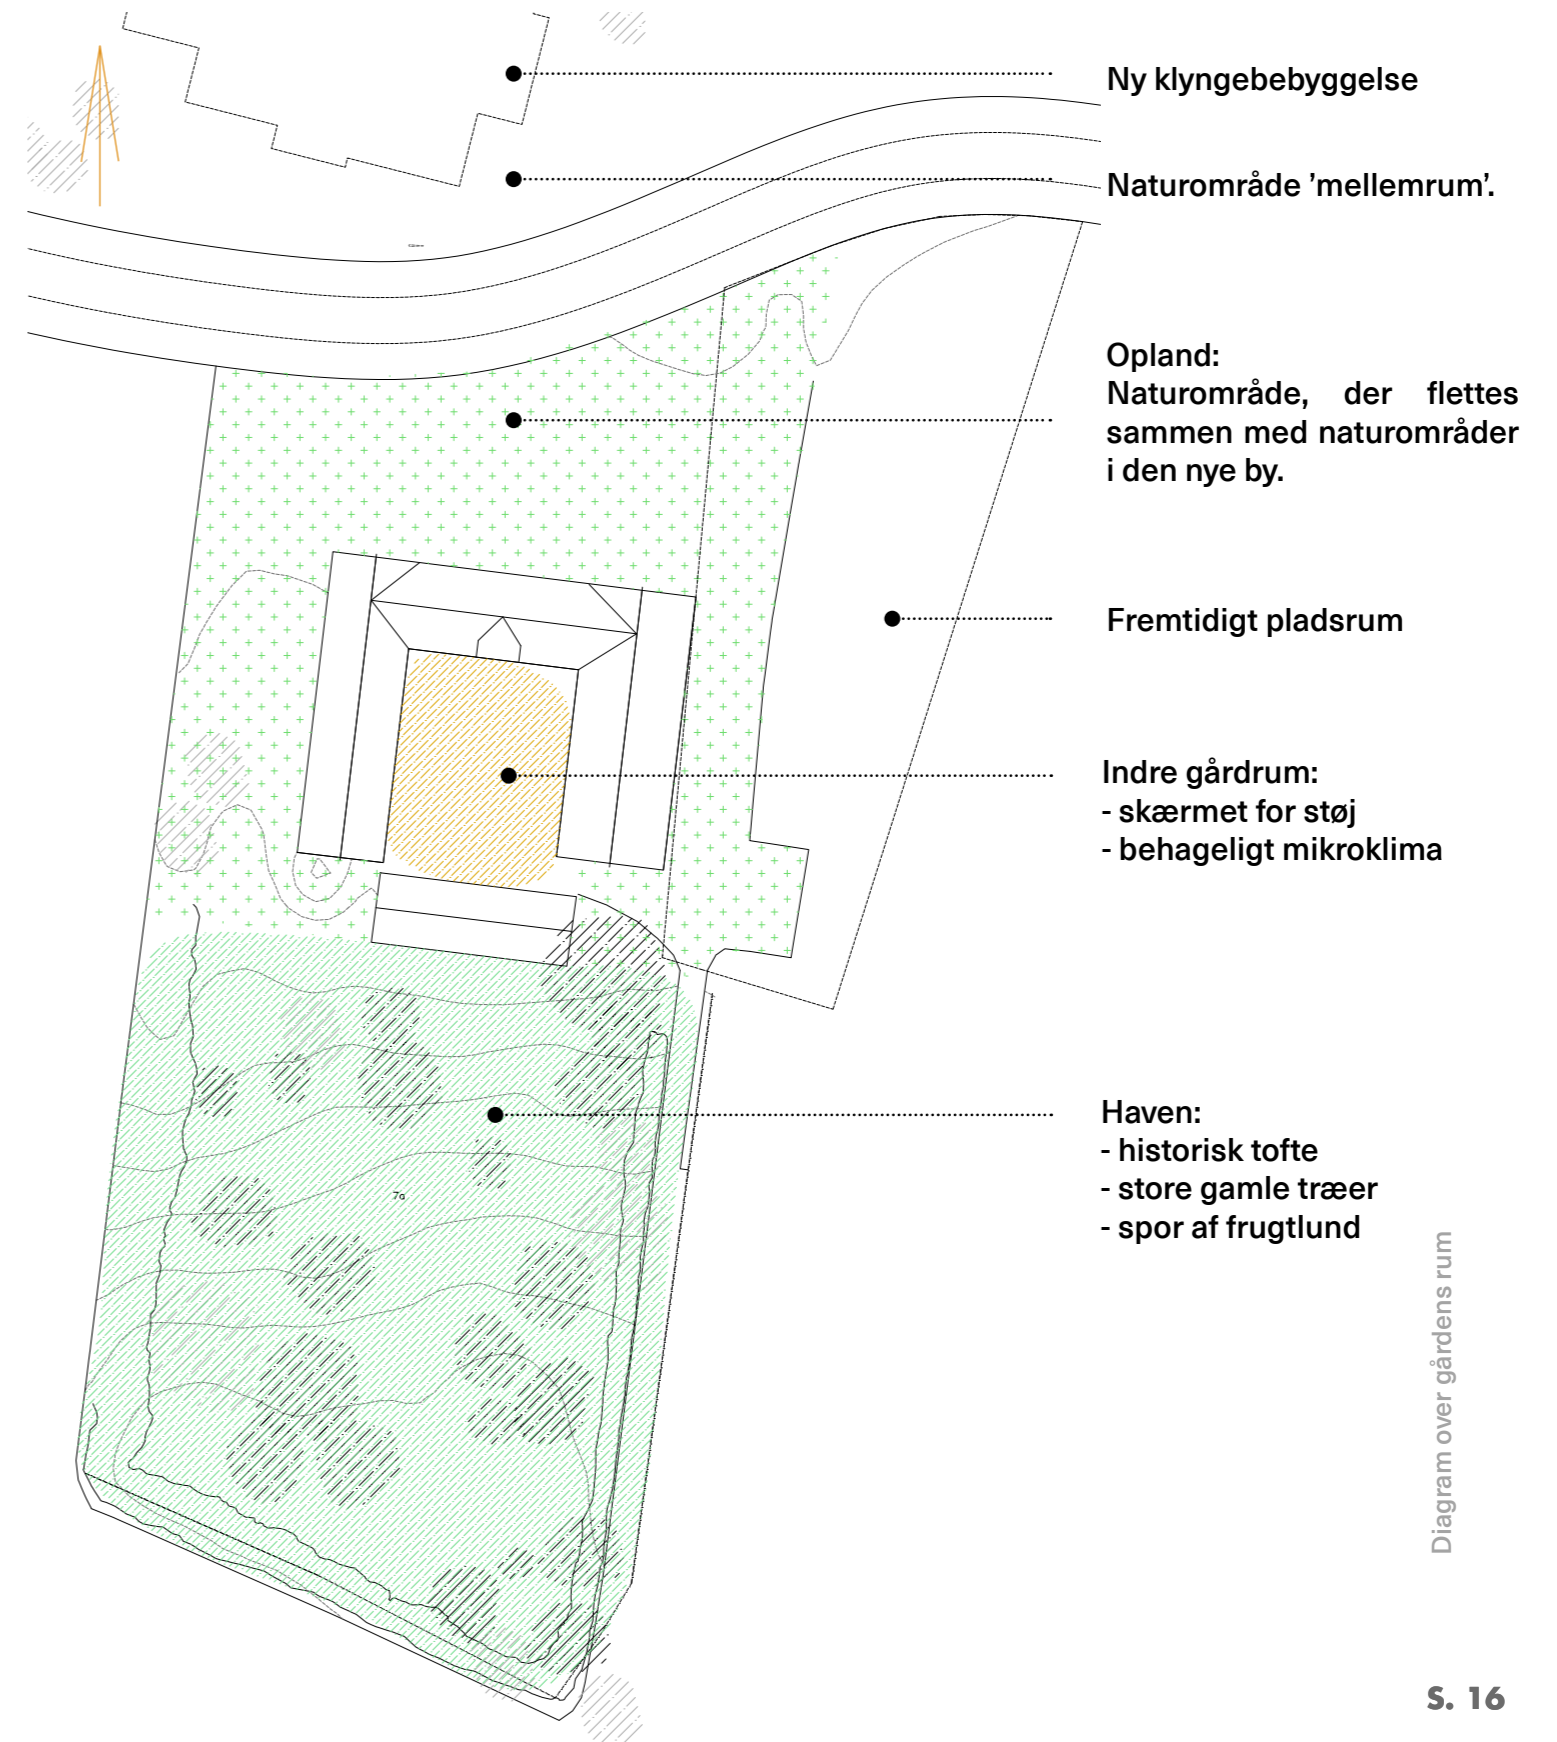 Ny klyngebebyggelse
Naturområde ’mellemrum’.
Opland:
Naturområde, der flettes
sammen med naturområder
i den nye by.
Fremtidigt pladsrum
Indre gårdrum:
- skærmet for støj
- behageligt mikroklima
Haven:
- historisk tofte
- store gamle træer
- spor af frugtlund
7a
Diagram over gårdens rum
S. 16